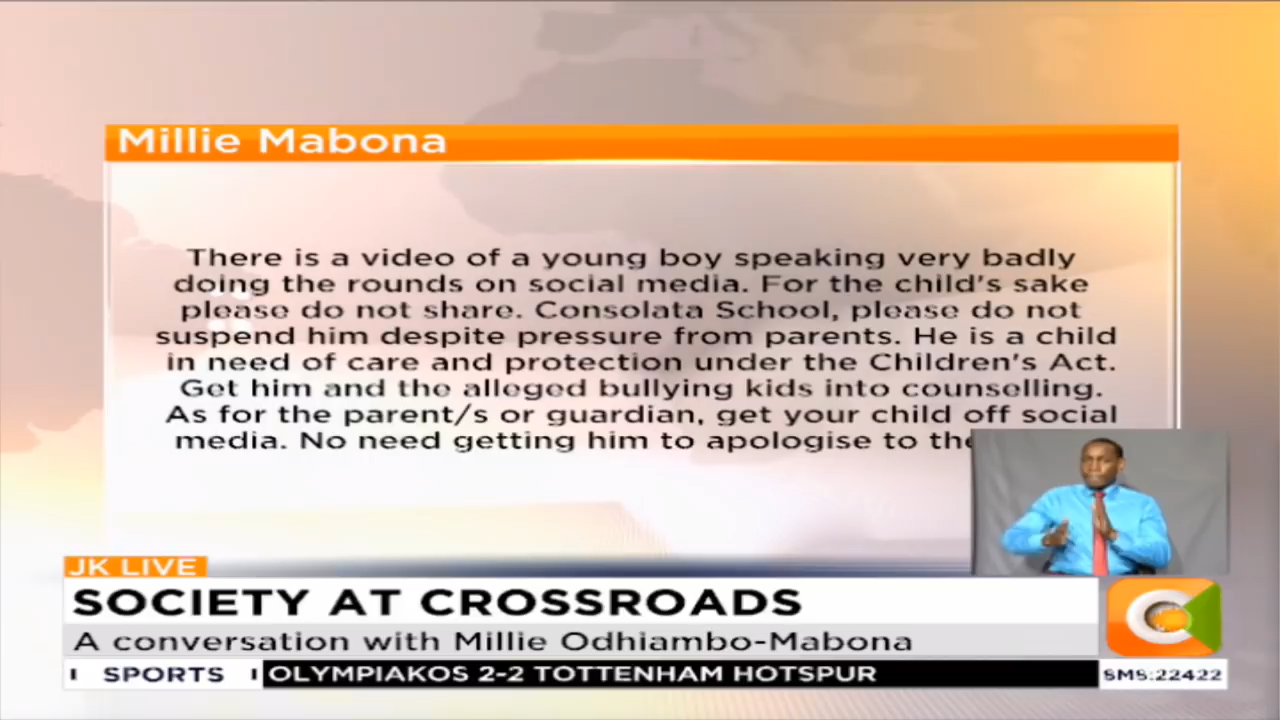 Millie Mabona
There is a video of a young boy speaking very badly
doing the rounds on social media. For the child's sake
please do not share. Consolata School, please do not
suspend him despite pressure from parents. He is a child
in need of care and protection under the Children's Act.
Get him and the alleged bullying kids into counselling.
As for the parent/s or guardian, get your child off social
media. No need getting him to apologise to the
JK LIVE
SOCIETY AT CROSSROADS
A conversation with Millie Odhiambo-Mabona
SPORTS OLYMPIAKOS 2-2 TOTTENHAM HOTSPUR SMS:22422